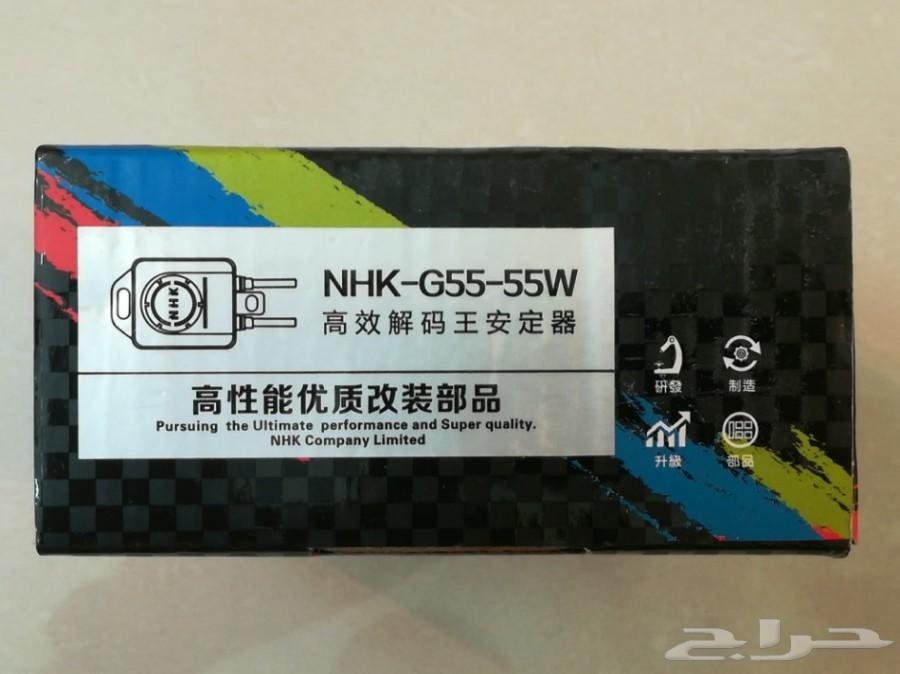 NHK
NHK-G55-55W
高效解码王安定器
高性能优质改装部品
Pursuing the Ultimate performance and Super quality.
NHK Company Limited
研發
制造
升級
部品
حراج